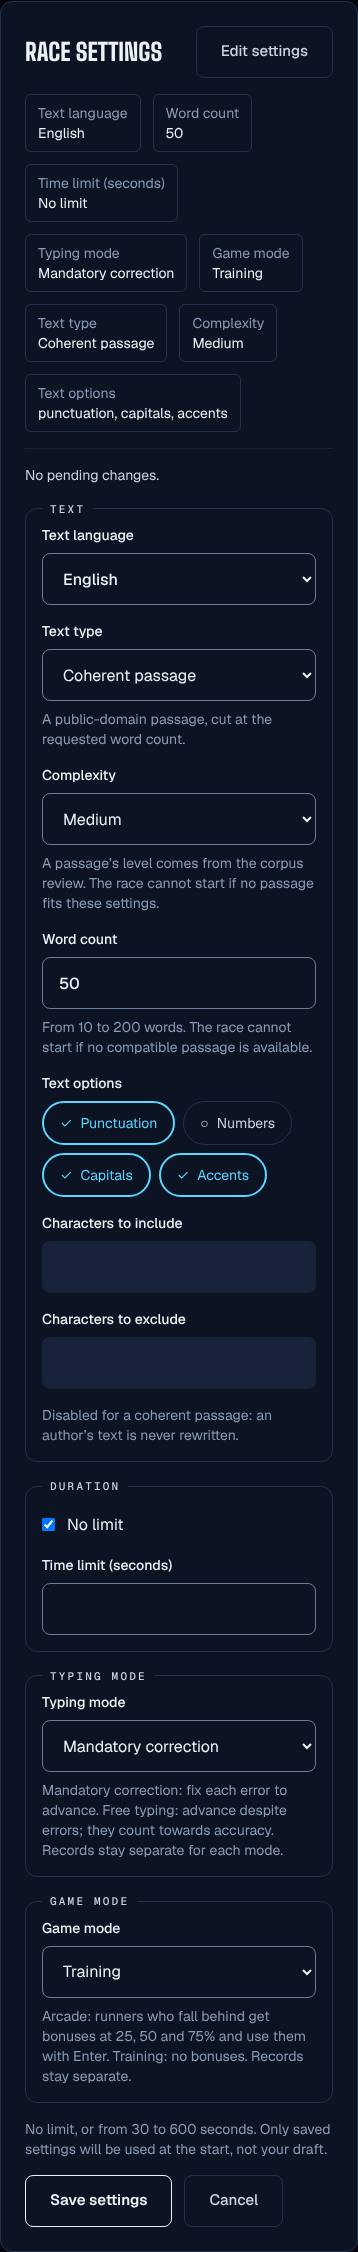 RACE SETTINGS
Edit settings
Text language
English
Word count
50
Time limit (seconds)
No limit
Typing mode
Mandatory correction
Game mode
Training
Text type
Coherent passage
Complexity
Medium
Text options
punctuation, capitals, accents
No pending changes.
TEXT
Text language
English
Text type
Coherent passage
A public-domain passage, cut at the
requested word count.
Complexity
Medium
A passage's level comes from the corpus
review. The race cannot start if no passage
fits these settings.
Word count
50
From 10 to 200 words. The race cannot
start if no compatible passage is available.
Text options
✓ Punctuation
○ Numbers
✓ Capitals
✓ Accents
Characters to include
Characters to exclude
Disabled for a coherent passage: an
author's text is never rewritten.
DURATION
No limit
Time limit (seconds)
TYPING MODE
Typing mode
Mandatory correction
Mandatory correction: fix each error to
advance. Free typing: advance despite
errors; they count towards accuracy.
Records stay separate for each mode.
GAME MODE
Game mode
Training
Arcade: runners who fall behind get
bonuses at 25, 50 and 75% and use them
with Enter. Training: no bonuses. Records
stay separate.
No limit, or from 30 to 600 seconds. Only saved
settings will be used at the start, not your draft.
Save settings
Cancel